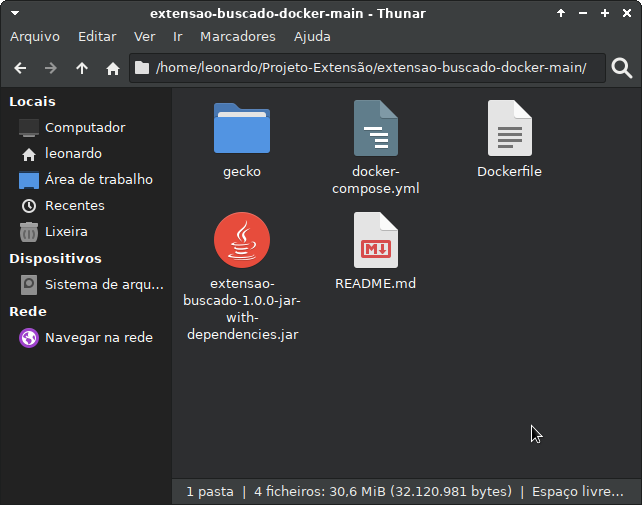 extensao-buscado-docker-main - Thunar
Arquivo Editar Ver Ir Marcadores Ajuda
/home/leonardo/Projeto-Extensão/extensao-buscado-docker-main/
Locais
Computador
leonardo
Área de trabalho
Recentes
Lixeira
Dispositivos
Sistema de arqu...
Rede
Navegar na rede
gecko
docker-
compose.yml
Dockerfile
extensao-
buscado-1.0.0-jar-
with-
dependencies.jar
README.md
1 pasta | 4 ficheiros: 30,6 MiB (32.120.981 bytes) | Espaço livre...